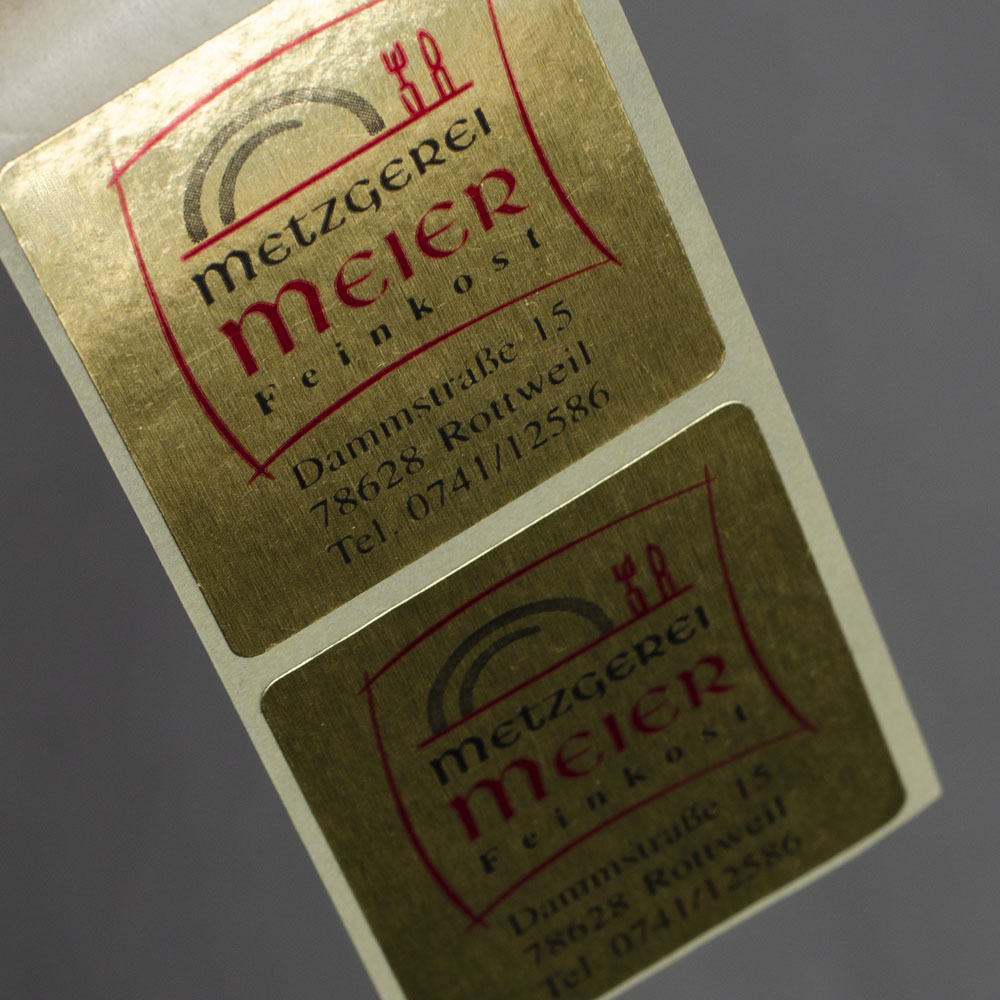 METZGEREI
MEIER
Feinkost
Dammstraße 15
78628 Rottweil
Tel. 0741/12586
METZGEREI
MEIER
Feinkost
Dammstraße 15
78628 Rottweil
Tel. 0741/12586